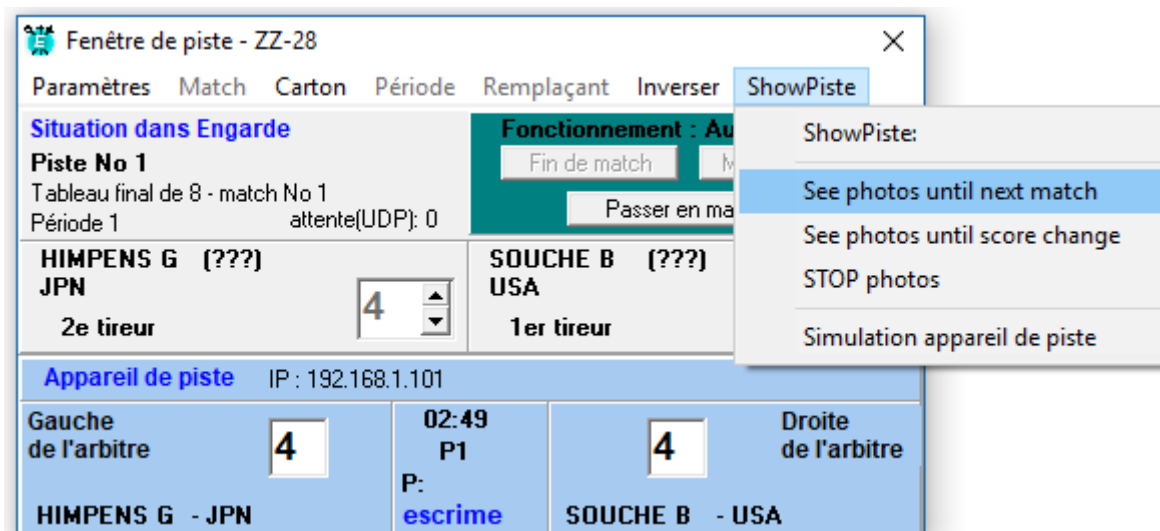 Fenêtre de piste - ZZ-28
Paramètres Match Carton Période Remplaçant Inverser ShowPiste
Situation dans Engarde
Piste No 1
Tableau final de 8 - match No 1
Période 1 attente(UDP): 0
Fonctionnement : Au
Fin de match M
Passer en ma
ShowPiste:
See photos until next match
See photos until score change
STOP photos
Simulation appareil de piste
HIMPENS G (???)
JPN
2e tireur
4
SOUCHE B (???)
USA
1er tireur
Appareil de piste IP : 192.168.1.101
Gauche
de l'arbitre
4
HIMPENS G - JPN
02:49
P1
P:
escrime
4
Droite
de l'arbitre
SOUCHE B - USA